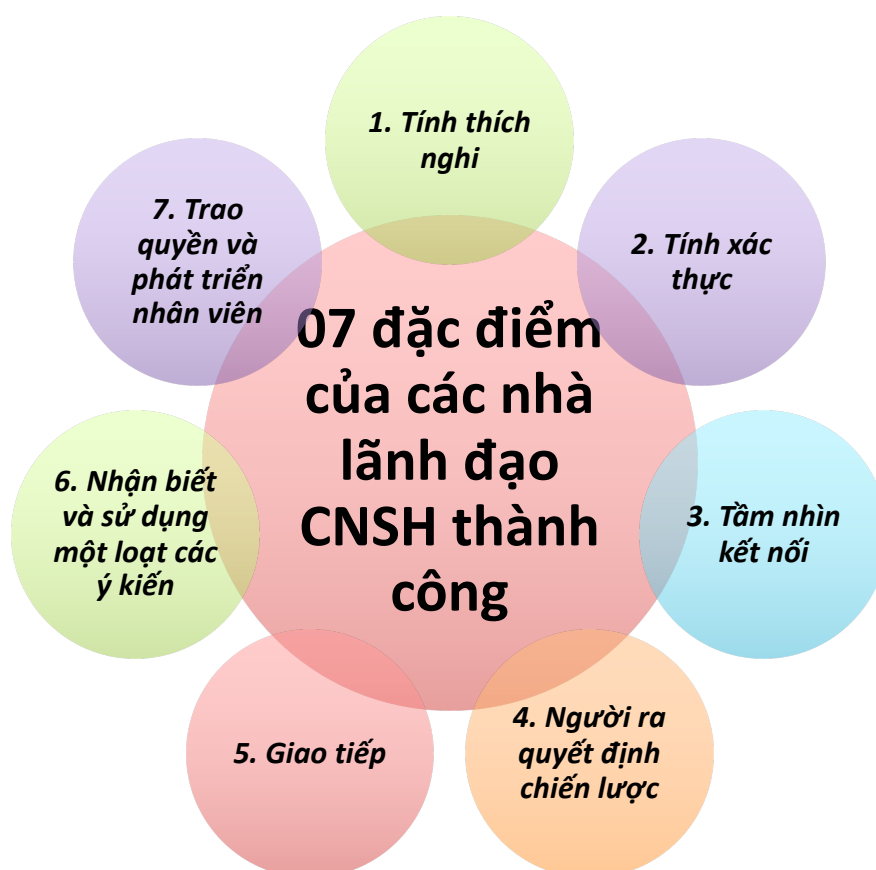 07 đặc điểm
của các nhà
lãnh đạo
CNSH thành
công
1. Tính thích
nghi
2. Tính xác
thực
3. Tầm nhìn
kết nối
4. Người ra
quyết định
chiến lược
5. Giao tiếp
6. Nhận biết
và sử dụng
một loạt các
ý kiến
7. Trao
quyền và
phát triển
nhân viên